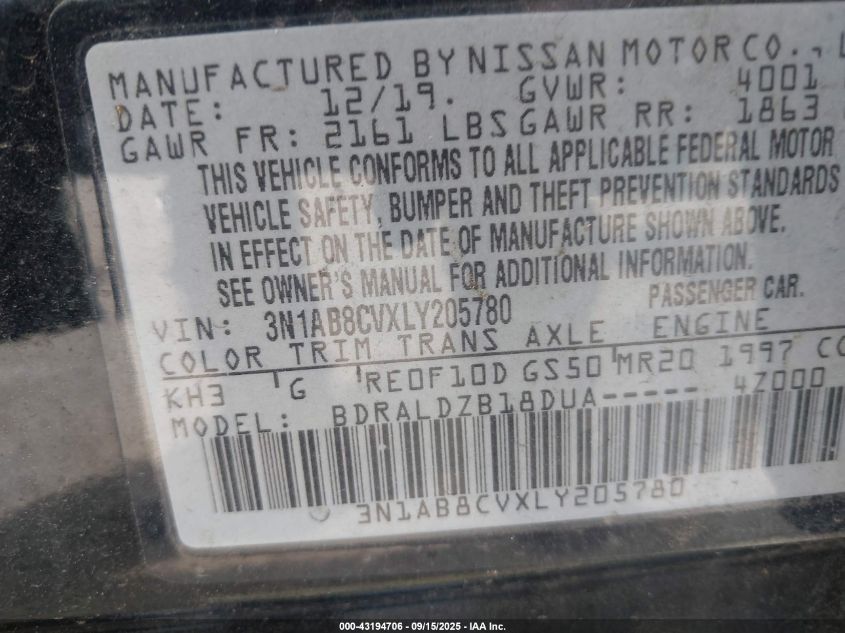 MANUFACTURED BY NISSAN MOTOR CO.,
DATE: 12/19. GVWR: 4001
GAWR FR: 2161 LBS GAWR RR: 1863
THIS VEHICLE CONFORMS TO ALL APPLICABLE FEDERAL MOTOR
VEHICLE SAFETY, BUMPER AND THEFT PREVENTION STANDARDS
IN EFFECT ON THE DATE OF MANUFACTURE SHOWN ABOVE.
SEE OWNER'S MANUAL FOR ADDITIONAL INFORMATION.
PASSENGER CAR.
VIN: 3N1AB8CVXLY205780
COLOR TRIM TRANS AXLE ENGINE
KH3 G RE0F10D GS50 MR20 1997 CC
MODEL: BDRALDZB18DUA----- 47000
3N1AB8CVXLY205780
000-43194706 - 09/15/2025 - IAA Inc.